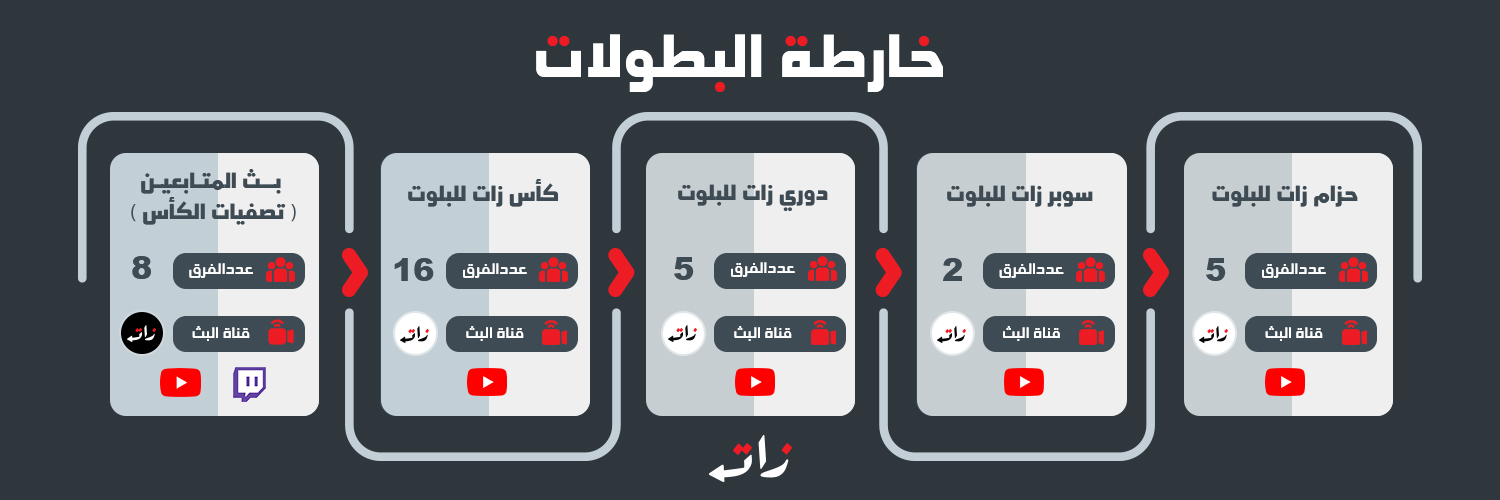 خارطة البطولات
بــث المتـابعيـن
( تصفيات الكأس )
عددالفرق
8
قناة البث
زات
كأس زات للبلوت
عددالفرق
16
قناة البث
زات
دوري زات للبلوت
عددالفرق
5
قناة البث
زات
سوبر زات للبلوت
عددالفرق
2
قناة البث
زات
حزام زات للبلوت
عددالفرق
5
قناة البث
زات
زات